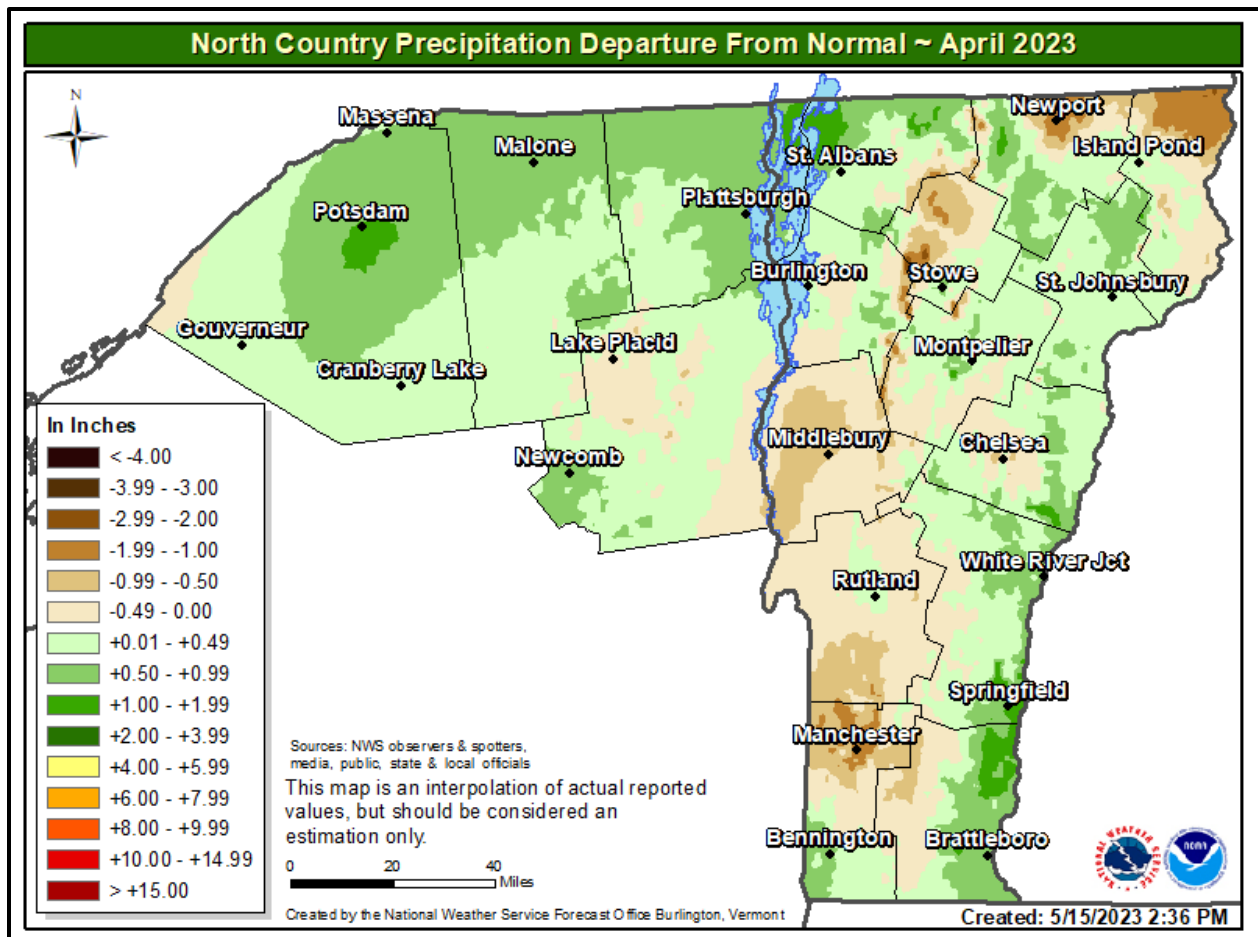 North Country Precipitation Departure From Normal ~ April 2023
N
Massena
Malone
Newport
Island Pond
St. Albans
Potsdam
Plattsburgh
Burlington
Stowe
St. Johnsbury
Gouverneur
Lake Placid
Montpelier
Cranberry Lake
Middlebury
Chelsea
Newcomb
White River Jct
Rutland
Springfield
Manchester
Bennington
Brattleboro
In Inches
< -4.00
-3.99 - -3.00
-2.99 - -2.00
-1.99 - -1.00
-0.99 - -0.50
-0.49 - 0.00
+0.01 - +0.49
+0.50 - +0.99
+1.00 - +1.99
+2.00 - +3.99
+4.00 - +5.99
+6.00 - +7.99
+8.00 - +9.99
+10.00 - +14.99
> +15.00
Sources: NWS observers & spotters,
media, public, state & local officials
This map is an interpolation of actual reported
values, but should be considered an
estimation only.
0 20 40
Miles
Created by the National Weather Service Forecast Office Burlington, Vermont
NATIONAL WEATHER SERVICE
noaa
Created: 5/15/2023 2:36 PM